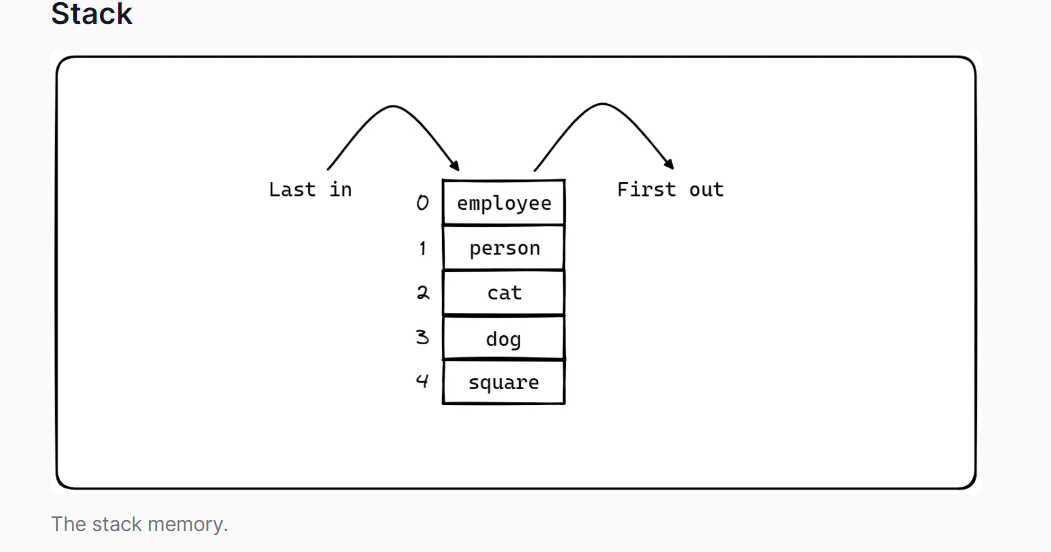 Stack
Last in
First out
0 employee
1 person
2 cat
3 dog
4 square
The stack memory.